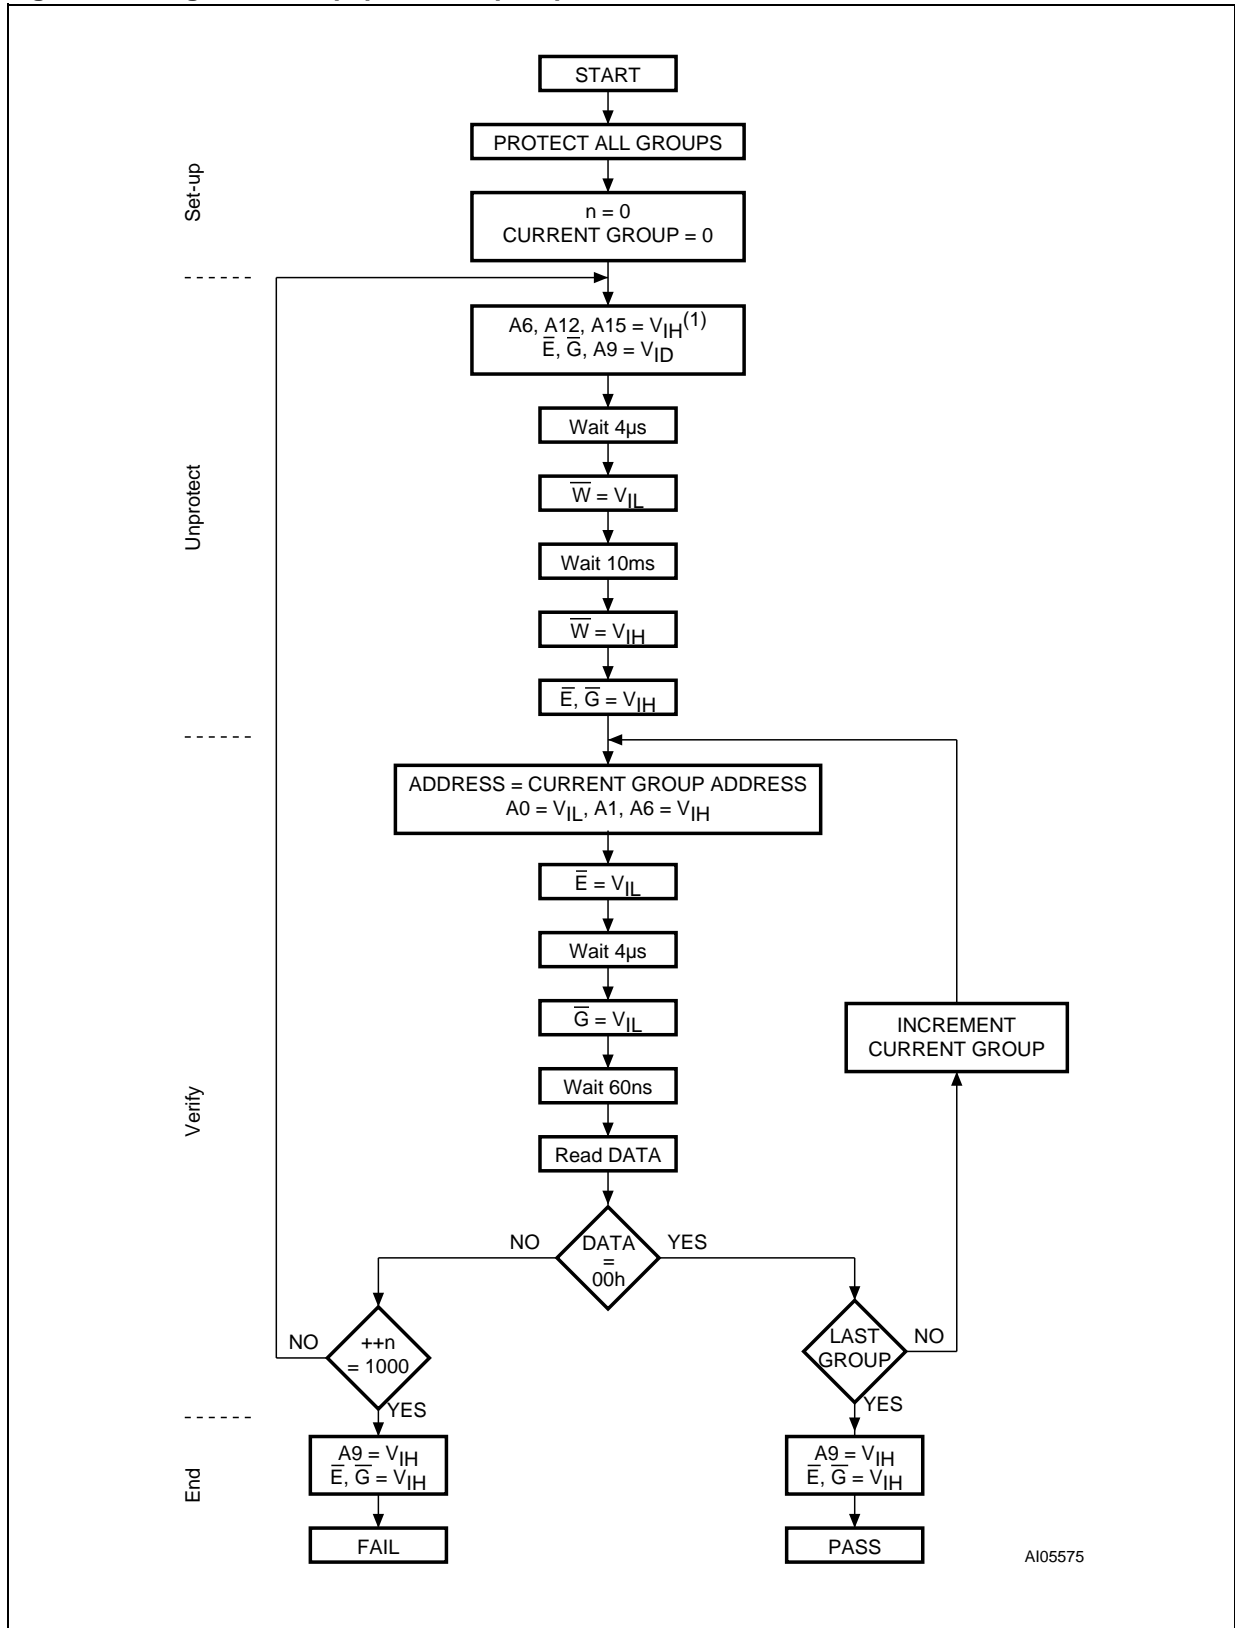 START
PROTECT ALL GROUPS
Set-up
n = 0
CURRENT GROUP = 0
A6, A12, A15 = VIH(1)
E̅, G̅, A9 = VID
Wait 4µs
Unprotect
W̅ = VIL
Wait 10ms
W̅ = VIH
E̅, G̅ = VIH
ADDRESS = CURRENT GROUP ADDRESS
A0 = VIL, A1, A6 = VIH
E̅ = VIL
Wait 4µs
G̅ = VIL
INCREMENT
CURRENT GROUP
Wait 60ns
Verify
Read DATA
NO
DATA
=
00h
YES
NO
++n
= 1000
LAST
GROUP
NO
YES
YES
End
A9 = VIH
E̅, G̅ = VIH
A9 = VIH
E̅, G̅ = VIH
FAIL
PASS
AI05575